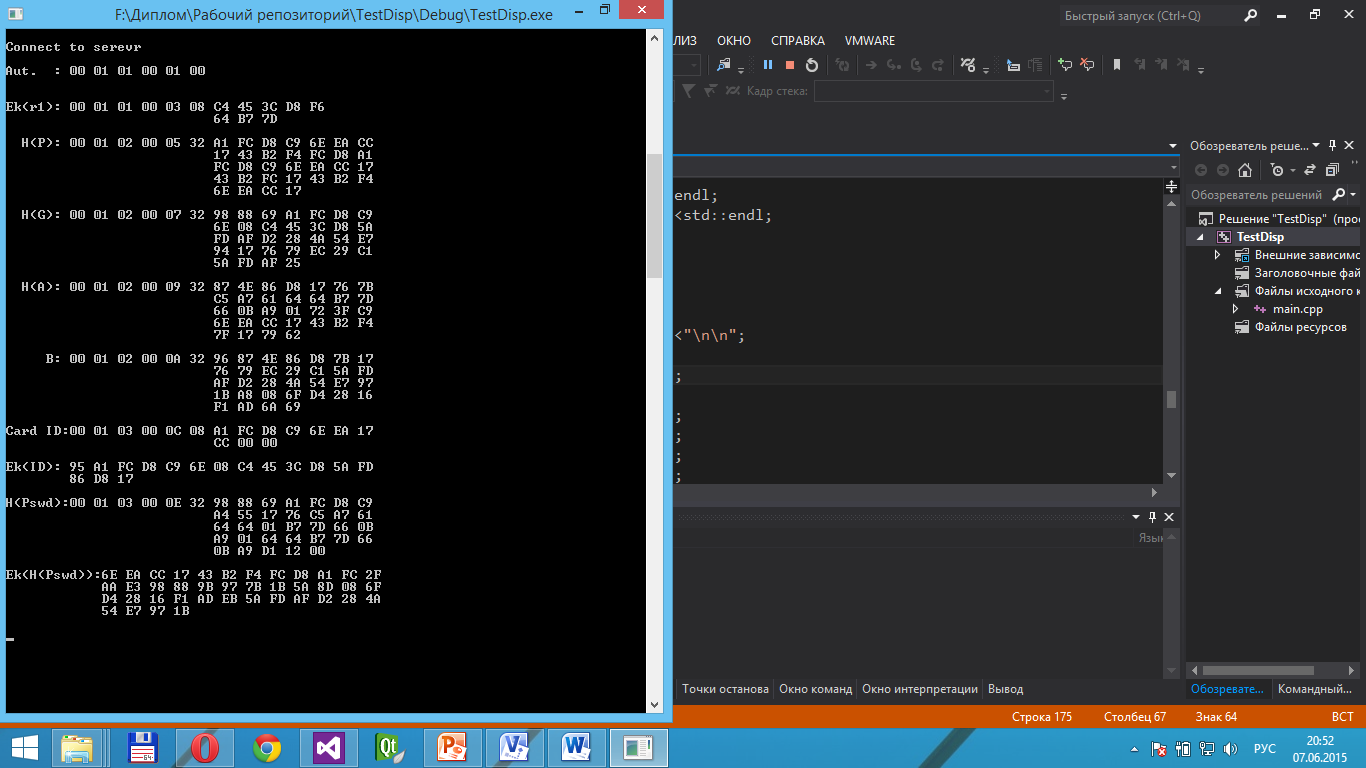 F:\Диплом\Рабочий репозиторий\TestDisp\Debug\TestDisp.exe
Connect to serevr
Aut.  : 00 01 01 00 01 00
Ek(r1): 00 01 01 00 03 08 C4 45 3C D8 F6
64 B7 7D
H(P): 00 01 02 00 05 32 A1 FC D8 C9 6E EA CC
17 43 B2 F4 FC D8 A1
FC D8 C9 6E EA CC 17
43 B2 FC 17 43 B2 F4
6E EA CC 17
H(G): 00 01 02 00 07 32 98 88 69 A1 FC D8 C9
6E 08 C4 45 3C D8 5A
FD AF D2 28 4A 54 E7
94 17 76 79 EC 29 C1
5A FD AF 25
H(A): 00 01 02 00 09 32 87 4E 86 D8 17 76 7B
C5 A7 61 64 64 B7 7D
66 0B A9 01 72 3F C9
6E EA CC 17 43 B2 F4
7F 17 79 62
B: 00 01 02 00 0A 32 96 87 4E 86 D8 7B 17
76 79 EC 29 C1 5A FD
AF D2 28 4A 54 E7 97
1B A8 08 6F D4 28 16
F1 AD 6A 69
Card ID:00 01 03 00 0C 08 A1 FC D8 C9 6E EA 17
CC 00 00
Ek(ID): 95 A1 FC D8 C9 6E 08 C4 45 3C D8 5A FD
86 D8 17
H(Pswd):00 01 03 00 0E 32 98 88 69 A1 FC D8 C9
A4 55 17 76 C5 A7 61
64 64 01 B7 7D 66 0B
A9 01 64 64 B7 7D 66
0B A9 D1 12 00
Ek(H(Pswd)):6E EA CC 17 43 B2 F4 FC D8 A1 FC 2F
AA E3 98 88 9B 97 7B 1B 5A 8D 08 6F
D4 28 16 F1 AD EB 5A FD AF D2 28 4A
54 E7 97 1B
Быстрый запуск (Ctrl+Q)
ЛИЗ ОКНО СПРАВКА VMWARE
Кадр стека:
endl;
<std::endl;
<"\n\n";
;
;
;
;
;
Язык
Точки останова Окно команд Окно интерпретации Вывод
Обозреватель реше...
Обозреватель решений
Решение "TestDisp" (прое
TestDisp
Внешние зависимо
Заголовочные фай
Файлы исходного к
main.cpp
Файлы ресурсов
Обозревате... Командный...
Строка 175 Столбец 67 Знак 64 ВСТ
64
Qt
РУС
20:52
07.06.2015